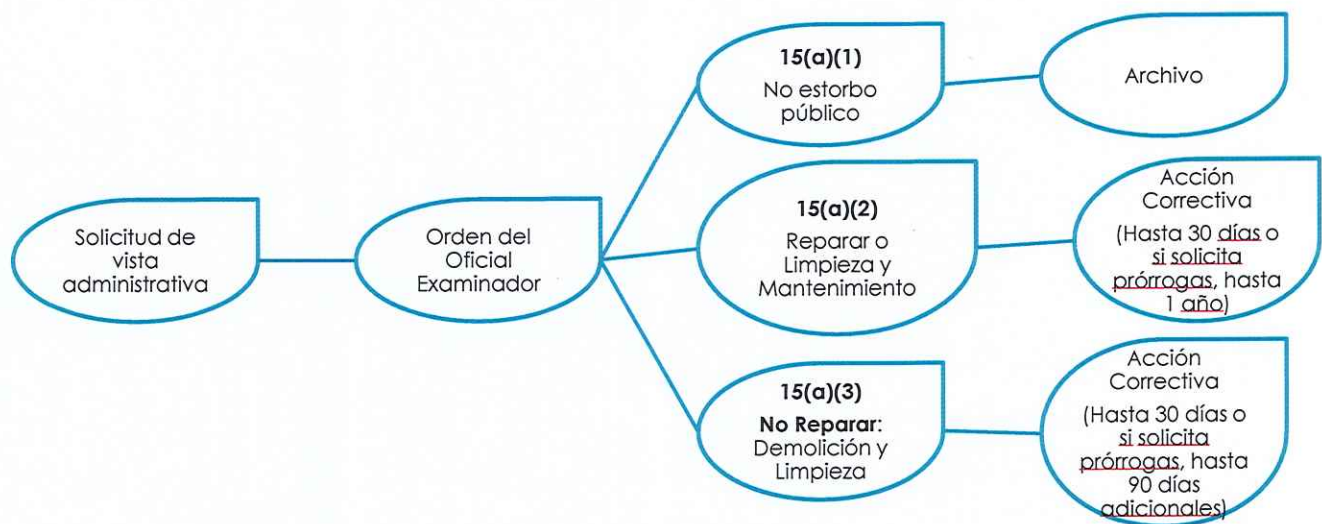 Solicitud de
vista
administrativa
Orden del
Oficial
Examinador
15(a)(1)
No estorbo
público
Archivo
15(a)(2)
Reparar o
Limpieza y
Mantenimiento
Acción
Correctiva
(Hasta 30 días o
si solicita
prórrogas, hasta
1 año)
15(a)(3)
No Reparar:
Demolición y
Limpieza
Acción
Correctiva
(Hasta 30 días o
si solicita
prórrogas, hasta
90 días
adicionales)